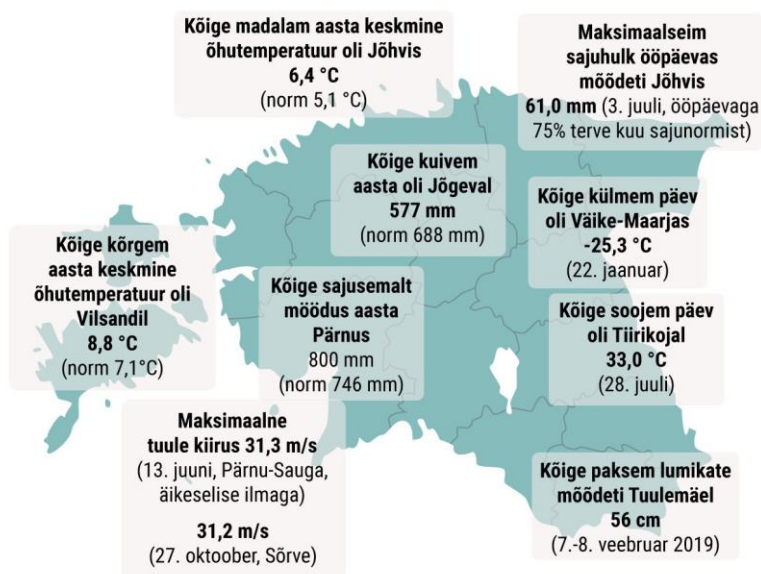 Kõige madalam aasta keskmine
õhutemperatuur oli Jõhvis
6,4 °C
(norm 5,1 °C)
Maksimaalseim
sajuhulk ööpäevas
mõõdeti Jõhvis
61,0 mm (3. juuli, ööpäevaga
75% terve kuu sajunormist)
Kõige kuivem
aasta oli Jõgeval
577 mm
(norm 688 mm)
Kõige külmem päev
oli Väike-Maarjas
-25,3 °C
(22. jaanuar)
Kõige kõrgem
aasta keskmine
õhutemperatuur oli
Vilsandil
8,8 °C
(norm 7,1°C)
Kõige sajusemalt
möödus aasta
Pärnus
800 mm
(norm 746 mm)
Kõige soojem päev
oli Tiirikojal
33,0 °C
(28. juuli)
Maksimaalne
tuule kiirus 31,3 m/s
(13. juuni, Pärnu-Sauga,
äikeselise ilmaga)
31,2 m/s
(27. oktoober, Sõrve)
Kõige paksem lumikate
mõõdeti Tuulemäel
56 cm
(7.-8. veebruar 2019)